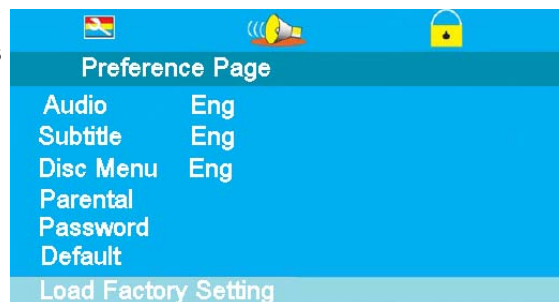 Preference Page
Audio Eng
Subtitle Eng
Disc Menu Eng
Parental
Password
Default
Load Factory Setting